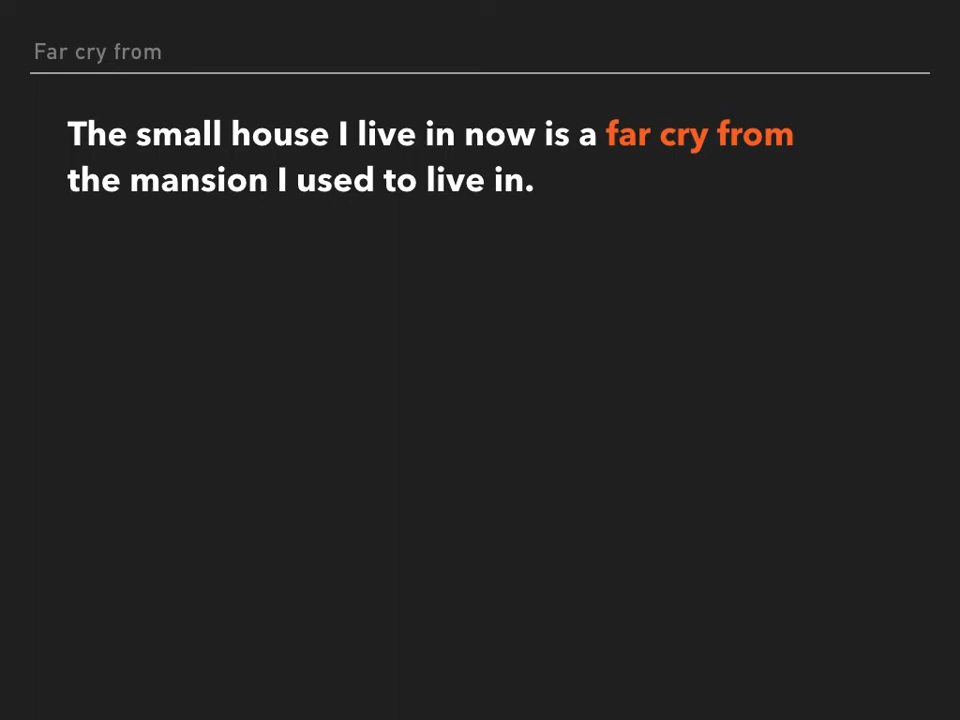 Far cry from
The small house I live in now is a far cry from
the mansion I used to live in.